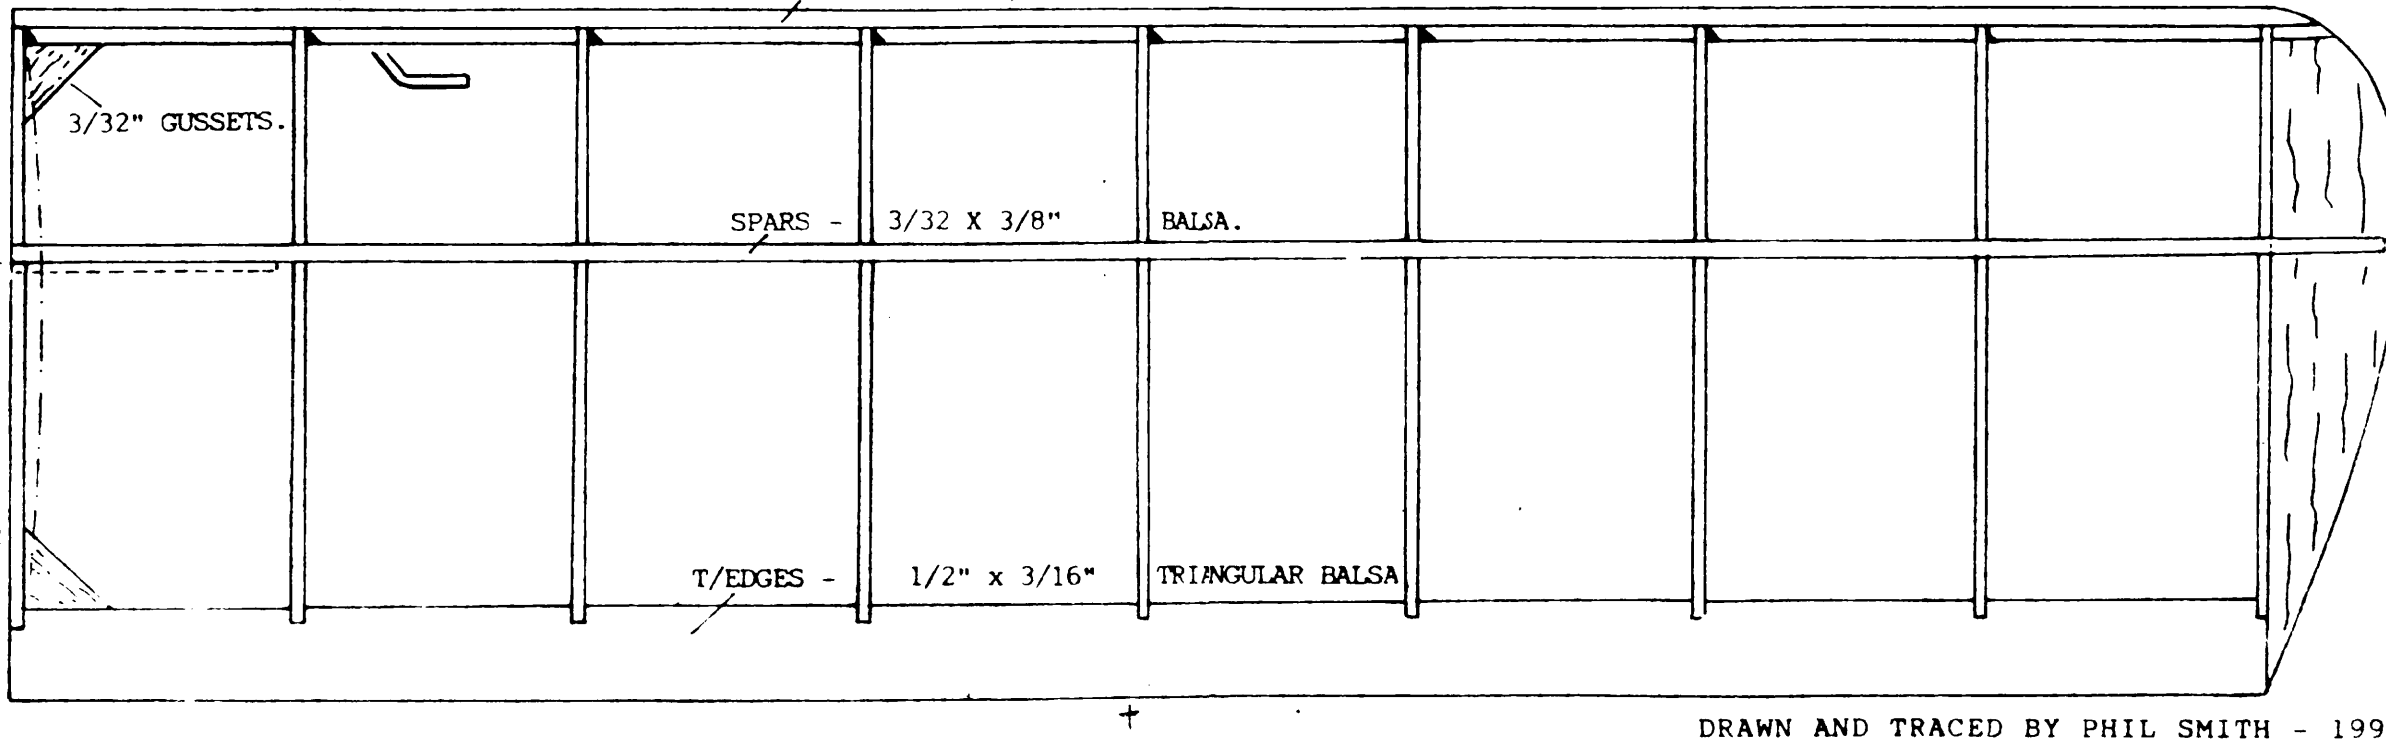 3/32" GUSSETS.
SPARS - 3/32 X 3/8" BALSA.
T/EDGES - 1/2" x 3/16" TRIANGULAR BALSA
DRAWN AND TRACED BY PHIL SMITH - 199